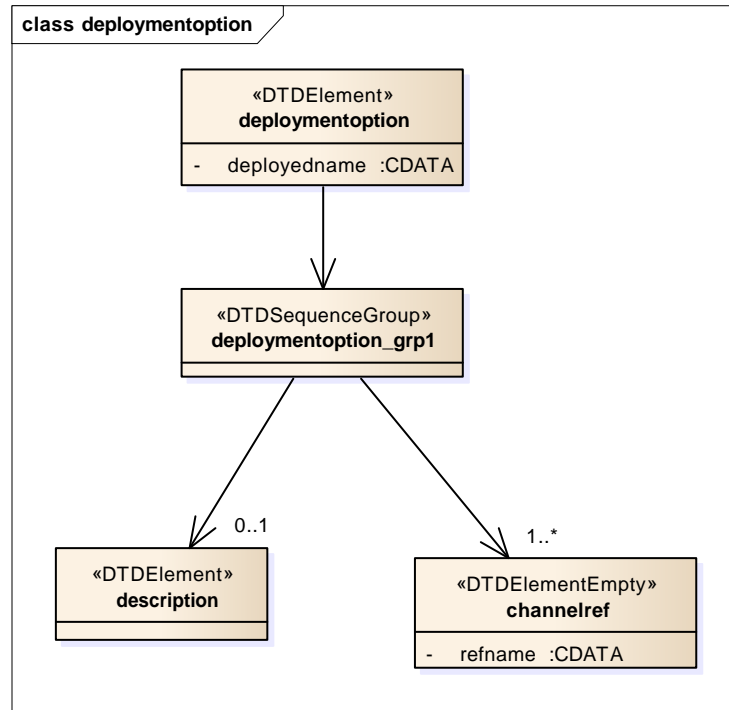 class deploymentoption
«DTDElement»
deploymentoption
- deployedname :CDATA
«DTDSequenceGroup»
deploymentoption_grp1
0..1
1..*
«DTDElement»
description
«DTDElementEmpty»
channelref
- refname :CDATA